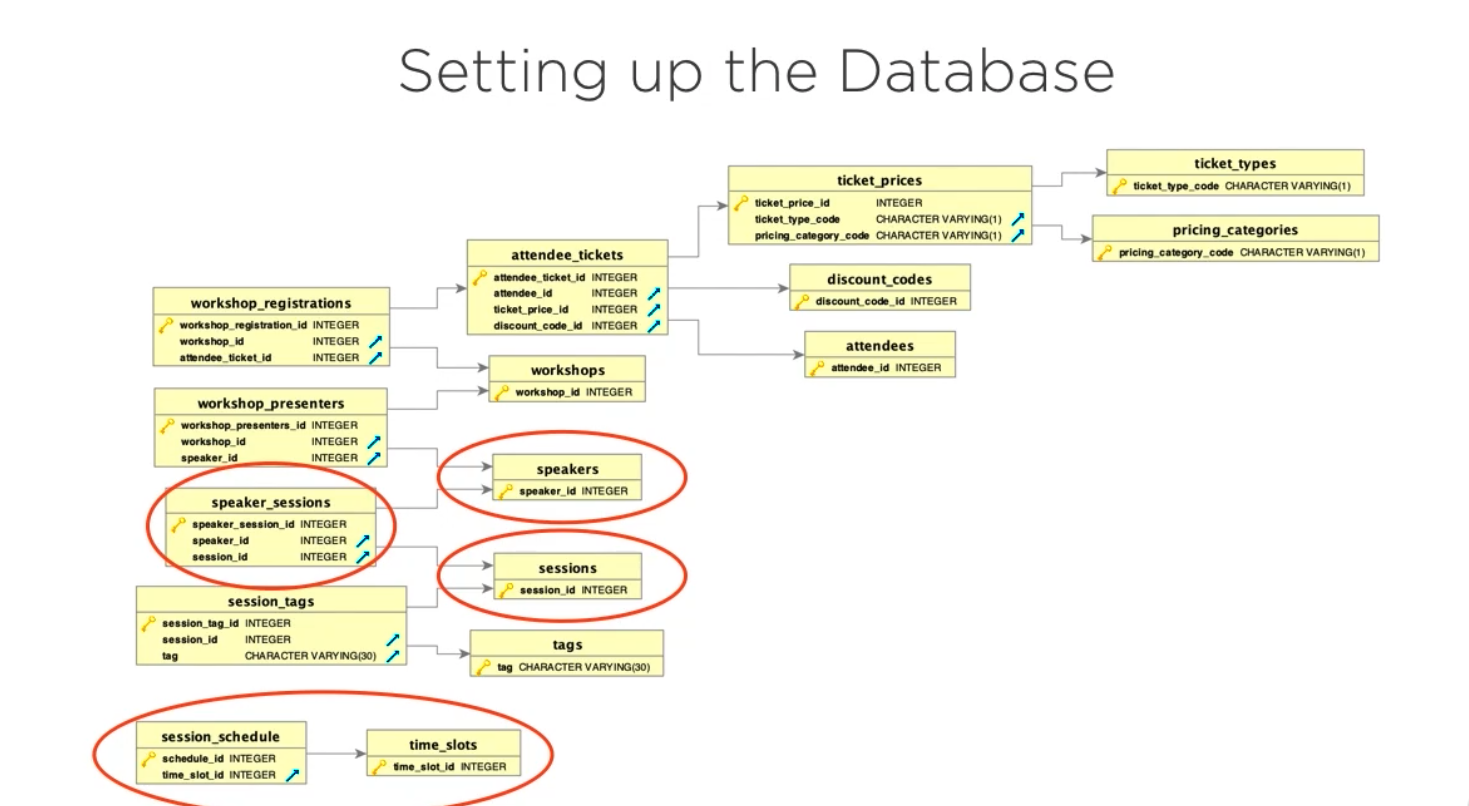 Setting up the Database
ticket_types
ticket_type_code CHARACTER VARYING(1)
ticket_prices
ticket_price_id INTEGER
ticket_type_code CHARACTER VARYING(1)
pricing_category_code CHARACTER VARYING(1)
pricing_categories
pricing_category_code CHARACTER VARYING(1)
attendee_tickets
attendee_ticket_id INTEGER
attendee_id INTEGER
ticket_price_id INTEGER
discount_code_id INTEGER
discount_codes
discount_code_id INTEGER
attendees
attendee_id INTEGER
workshop_registrations
workshop_registration_id INTEGER
workshop_id INTEGER
attendee_ticket_id INTEGER
workshops
workshop_id INTEGER
workshop_presenters
workshop_presenters_id INTEGER
workshop_id INTEGER
speaker_id INTEGER
speakers
speaker_id INTEGER
speaker_sessions
speaker_session_id INTEGER
speaker_id INTEGER
session_id INTEGER
sessions
session_id INTEGER
session_tags
session_tag_id INTEGER
session_id INTEGER
tag CHARACTER VARYING(30)
tags
tag CHARACTER VARYING(30)
session_schedule
schedule_id INTEGER
time_slot_id INTEGER
time_slots
time_slot_id INTEGER